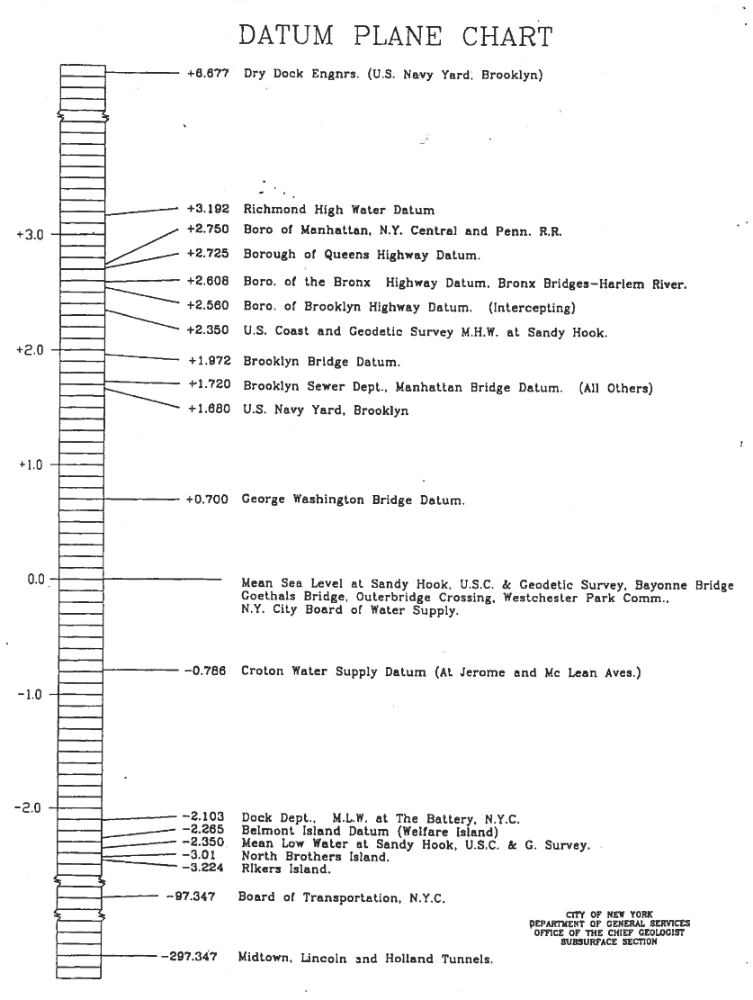 DATUM PLANE CHART
+6.677 Dry Dock Engnrs. (U.S. Navy Yard, Brooklyn)
+3.192 Richmond High Water Datum
+3.0
+2.750 Boro of Manhattan, N.Y. Central and Penn. R.R.
+2.725 Borough of Queens Highway Datum.
+2.608 Boro. of the Bronx Highway Datum, Bronx Bridges-Harlem River.
+2.560 Boro. of Brooklyn Highway Datum. (Intercepting)
+2.350 U.S. Coast and Geodetic Survey M.H.W. at Sandy Hook.
+2.0
+1.972 Brooklyn Bridge Datum.
+1.720 Brooklyn Sewer Dept., Manhattan Bridge Datum. (All Others)
+1.680 U.S. Navy Yard, Brooklyn
+1.0
+0.700 George Washington Bridge Datum.
0.0
Mean Sea Level at Sandy Hook, U.S.C. & Geodetic Survey, Bayonne Bridge
Goethals Bridge, Outerbridge Crossing, Westchester Park Comm.,
N.Y. City Board of Water Supply.
-0.786 Croton Water Supply Datum (At Jerome and Mc Lean Aves.)
-1.0
-2.0
-2.103 Dock Dept., M.L.W. at The Battery, N.Y.C.
-2.265 Belmont Island Datum (Welfare Island)
-2.350 Mean Low Water at Sandy Hook, U.S.C. & G. Survey.
-3.01 North Brothers Island.
-3.224 Rikers Island.
-97.347 Board of Transportation, N.Y.C.
CITY OF NEW YORK
DEPARTMENT OF GENERAL SERVICES
OFFICE OF THE CHIEF GEOLOGIST
SUBSURFACE SECTION
-297.347 Midtown, Lincoln and Holland Tunnels.